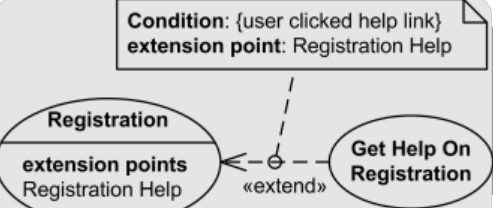 Condition: {user clicked help link}
extension point: Registration Help
Registration
extension points
Registration Help
«extend»
Get Help On
Registration